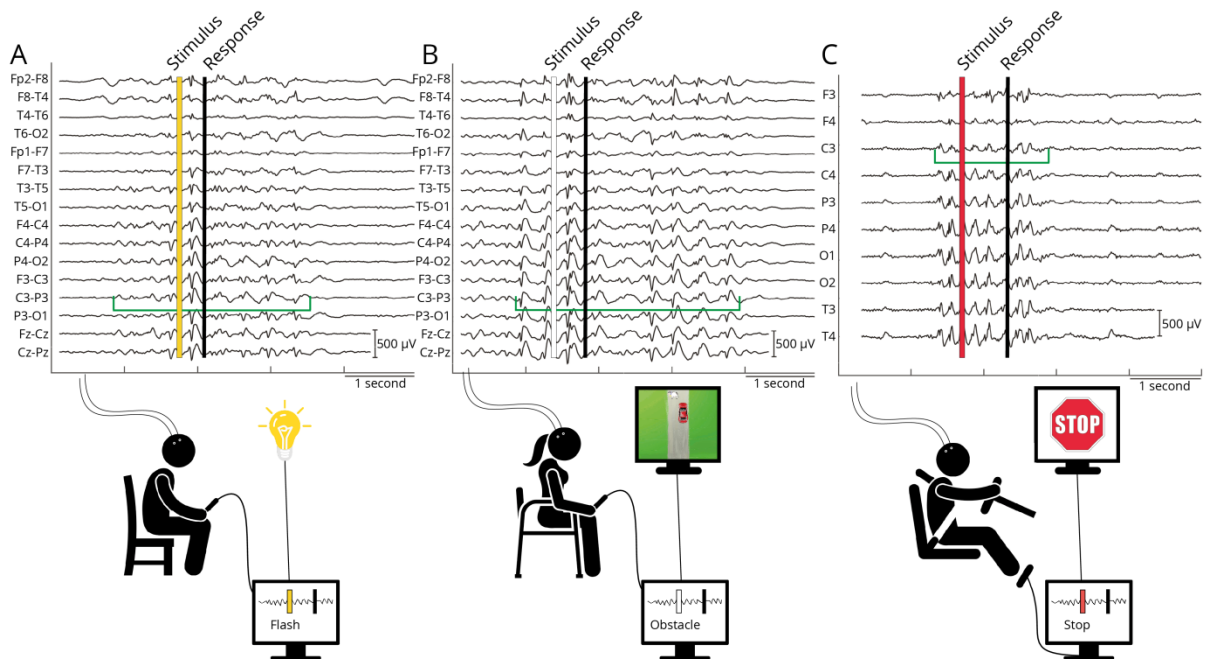 A
Stimulus
Response
Fp2-F8
F8-T4
T4-T6
T6-O2
Fp1-F7
F7-T3
T3-T5
T5-O1
F4-C4
C4-P4
P4-O2
F3-C3
C3-P3
P3-O1
Fz-Cz
Cz-Pz
500 µV
1 second
Flash
B
Stimulus
Response
Fp2-F8
F8-T4
T4-T6
T6-O2
Fp1-F7
F7-T3
T3-T5
T5-O1
F4-C4
C4-P4
P4-O2
F3-C3
C3-P3
P3-O1
Fz-Cz
Cz-Pz
500 µV
1 second
Obstacle
C
Stimulus
Response
F3
F4
C3
C4
P3
P4
O1
O2
T3
T4
500 µV
1 second
STOP
Stop